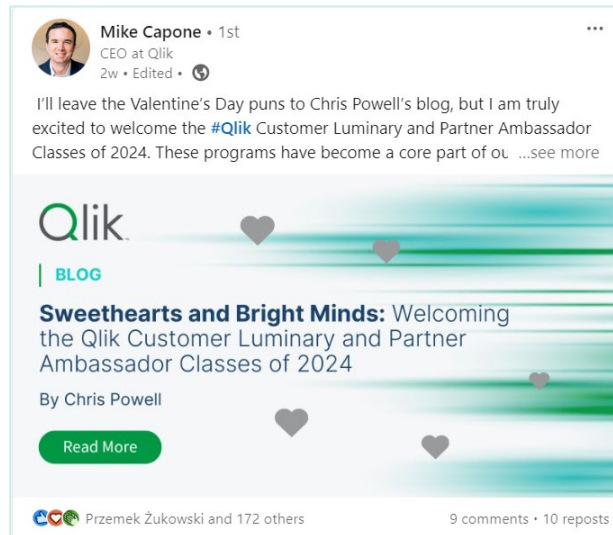 Mike Capone • 1st
CEO at Qlik
2w • Edited •
I'll leave the Valentine's Day puns to Chris Powell's blog, but I am truly
excited to welcome the #Qlik Customer Luminary and Partner Ambassador
Classes of 2024. These programs have become a core part of ou ...see more
Qlik
BLOG
Sweethearts and Bright Minds: Welcoming
the Qlik Customer Luminary and Partner
Ambassador Classes of 2024
By Chris Powell
Read More
Przemek Żukowski and 172 others 9 comments • 10 reposts